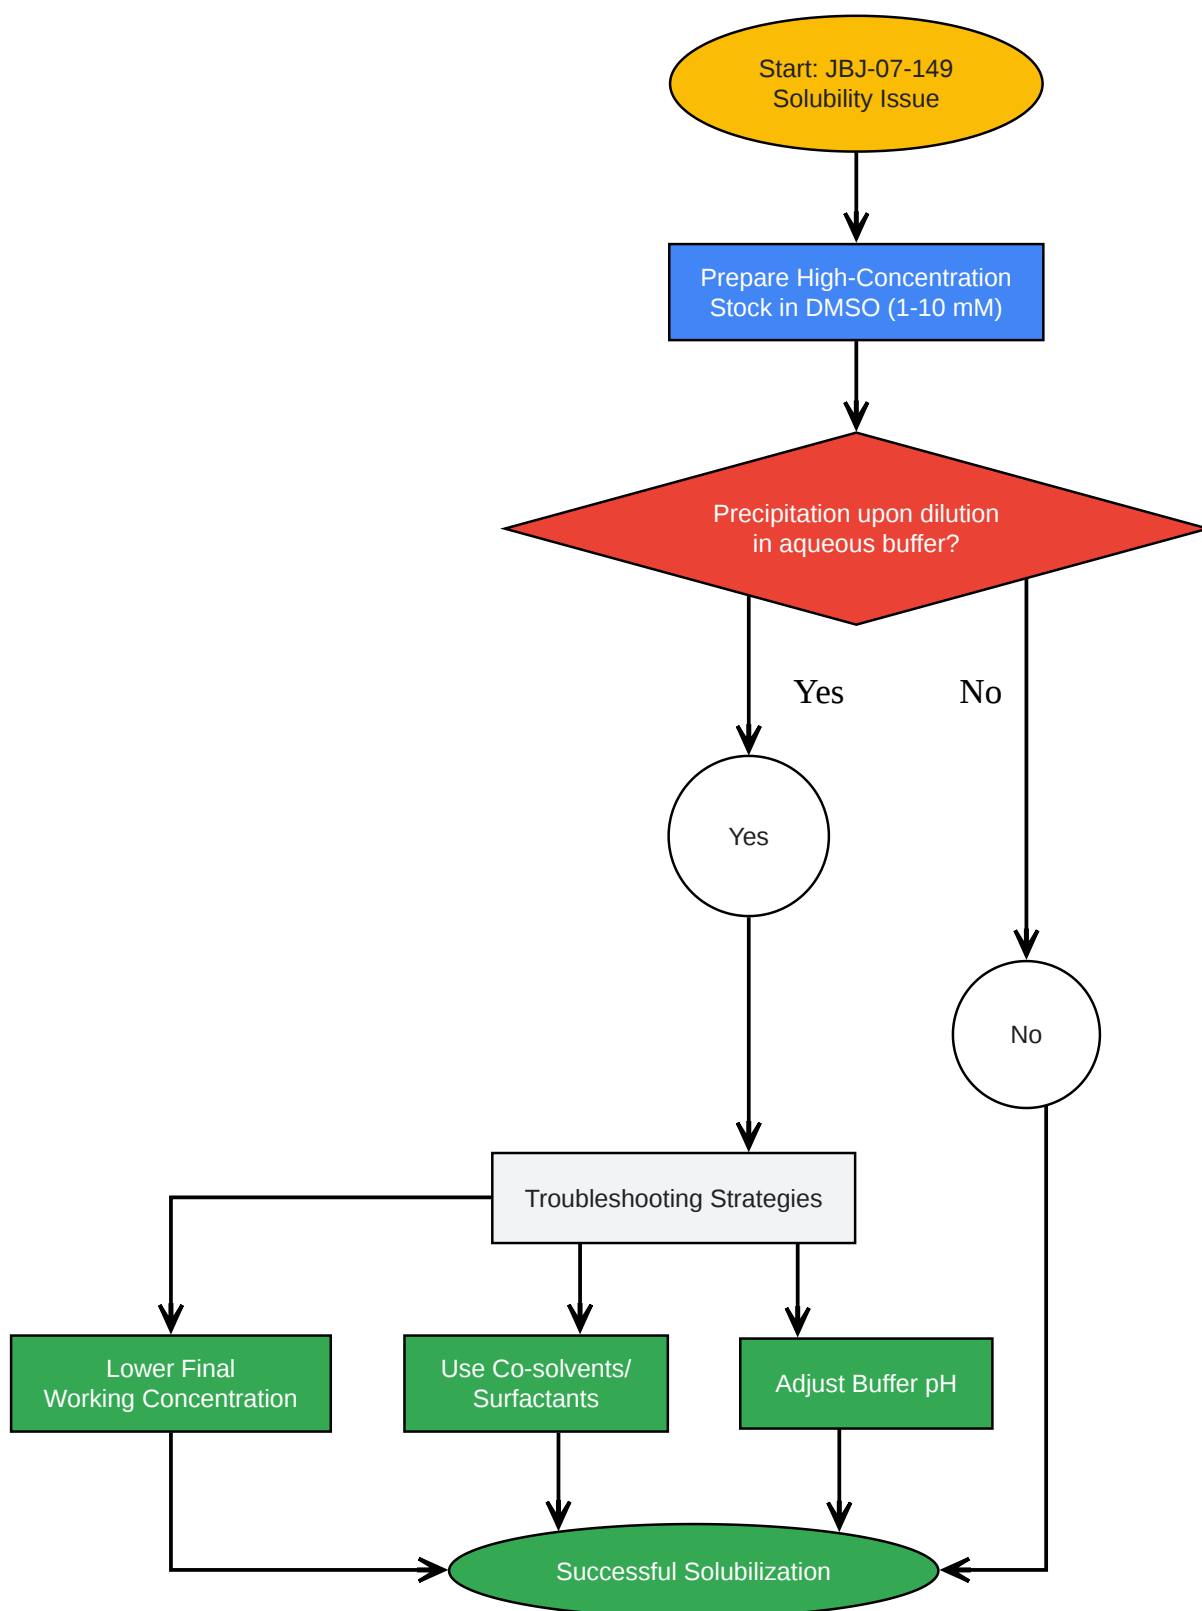 Start: JBJ-07-149
Solubility Issue
Prepare High-Concentration
Stock in DMSO (1-10 mM)
Precipitation upon dilution
in aqueous buffer?
Yes
No
Yes
No
Troubleshooting Strategies
Lower Final
Working Concentration
Use Co-solvents/
Surfactants
Adjust Buffer pH
Successful Solubilization